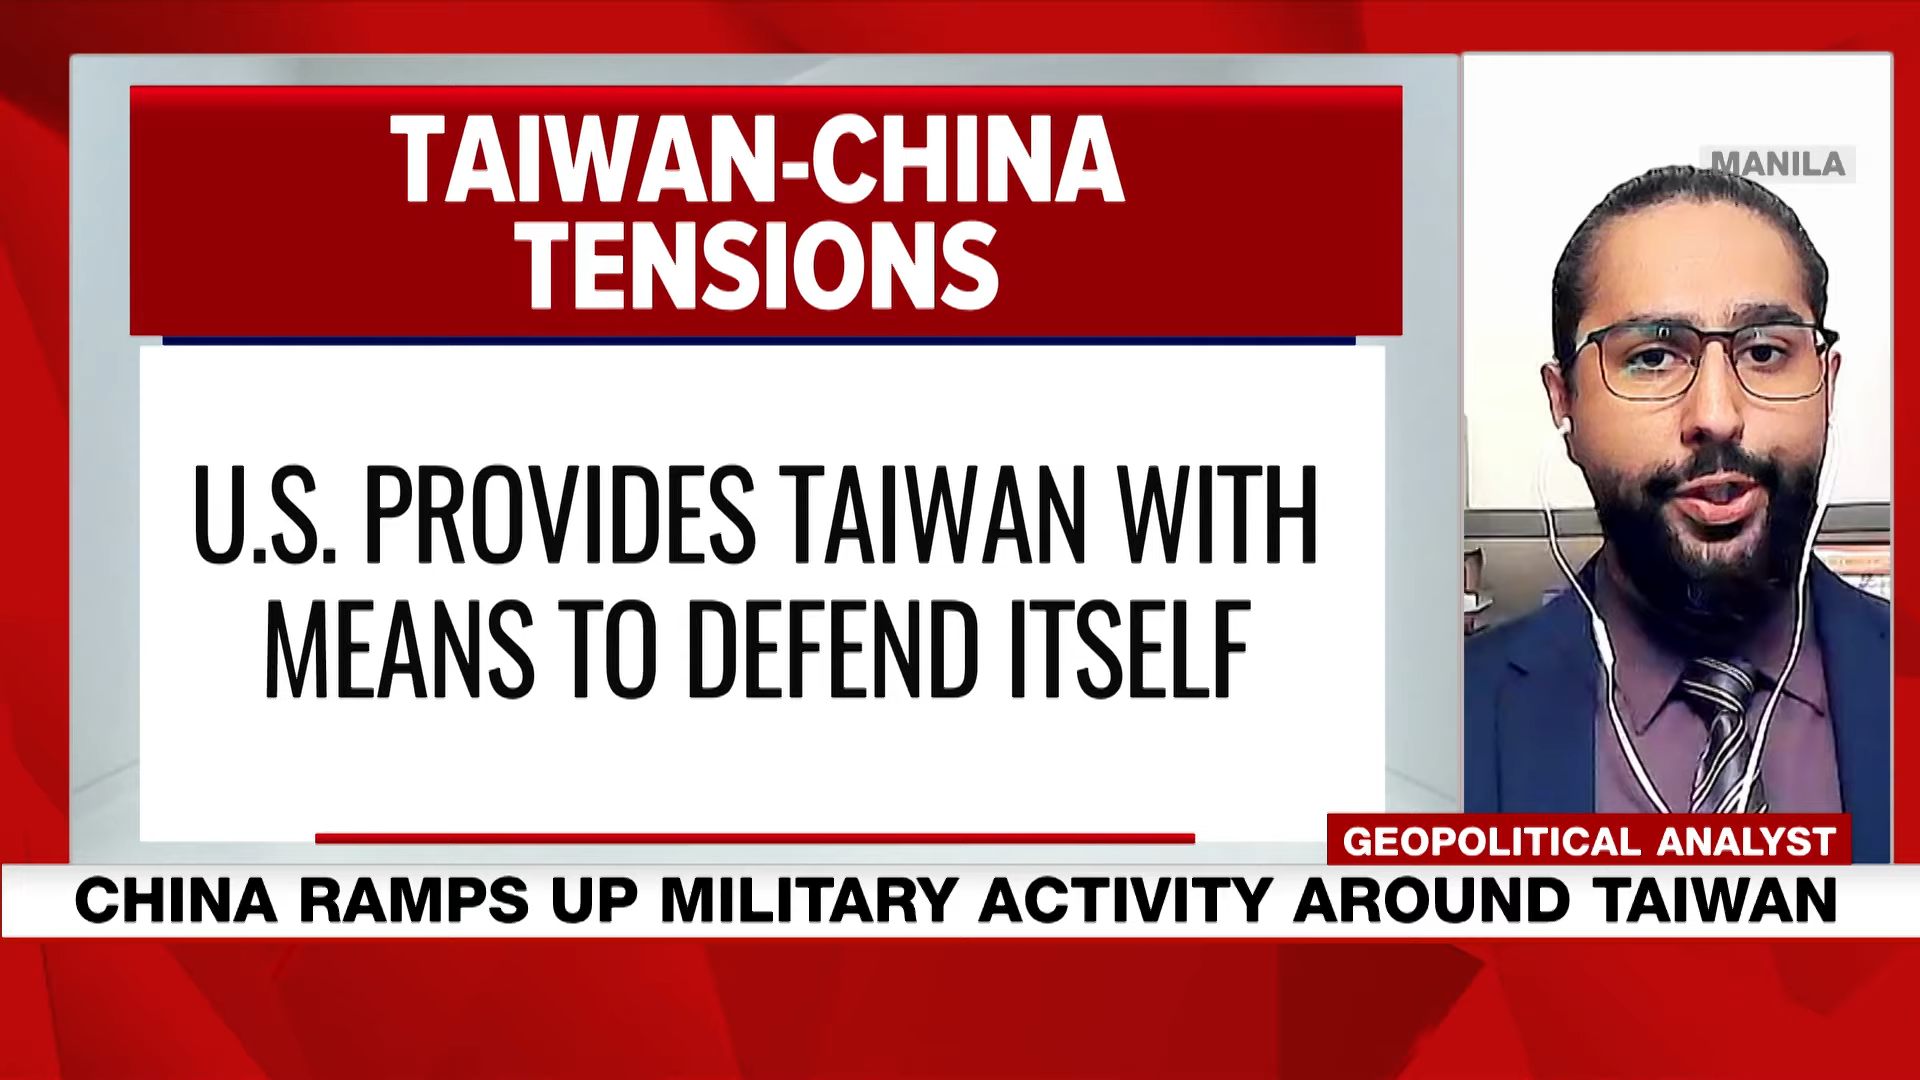 TAIWAN-CHINA
TENSIONS
U.S. PROVIDES TAIWAN WITH
MEANS TO DEFEND ITSELF
MANILA
GEOPOLITICAL ANALYST
CHINA RAMPS UP MILITARY ACTIVITY AROUND TAIWAN